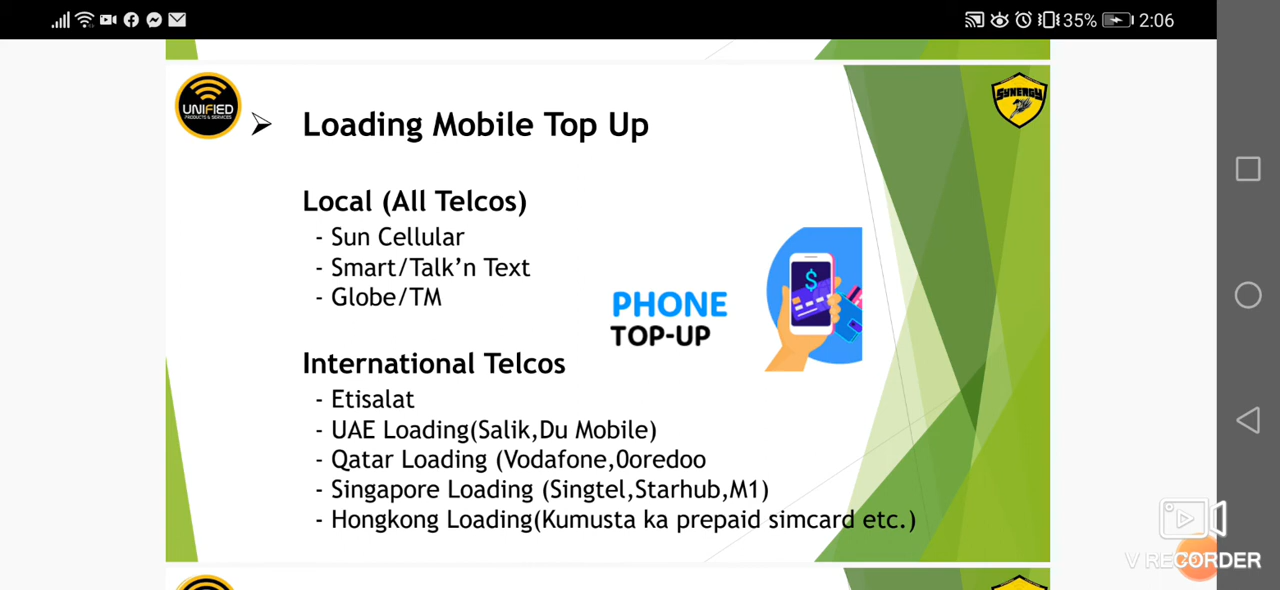 35% 2:06
UNIFIED
PRODUCTS & SERVICES
SYNERGY
➢ Loading Mobile Top Up
Local (All Telcos)
- Sun Cellular
- Smart/Talk’n Text
- Globe/TM
PHONE
TOP-UP
International Telcos
- Etisalat
- UAE Loading(Salik,Du Mobile)
- Qatar Loading (Vodafone,0oredoo
- Singapore Loading (Singtel,Starhub,M1)
- Hongkong Loading(Kumusta ka prepaid simcard etc.)
V RECORDER